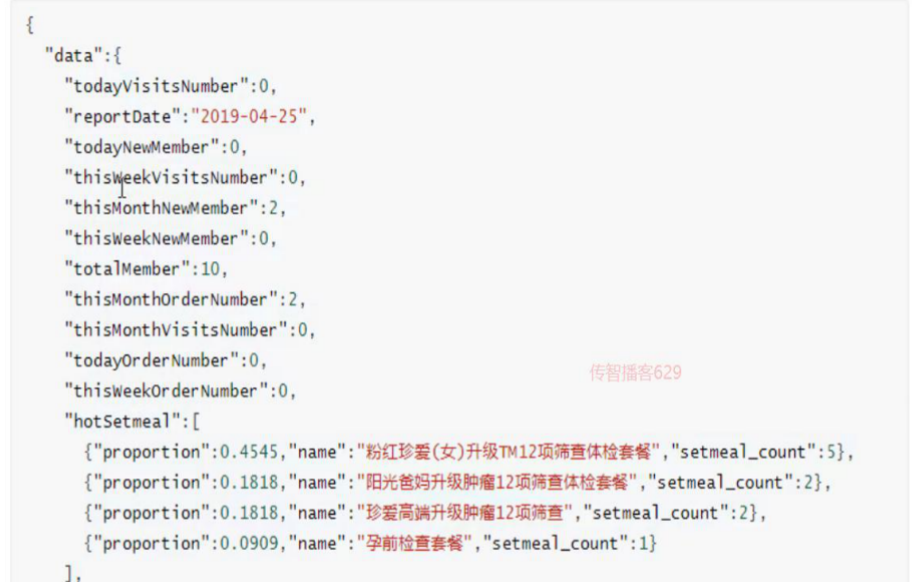 {
"data":{
"todayVisitsNumber":0,
"reportDate":"2019-04-25",
"todayNewMember":0,
"thisWeekVisitsNumber":0,
"thisMonthNewMember":2,
"thisWeekNewMember":0,
"totalMember":10,
"thisMonthOrderNumber":2,
"thisMonthVisitsNumber":0,
"todayOrderNumber":0,
传智播客629
"thisWeekOrderNumber":0,
"hotSetmeal":[
{"proportion":0.4545,"name":"粉红珍爱(女)升级TM12项筛查体检套餐","setmeal_count":5},
{"proportion":0.1818,"name":"阳光爸妈升级肿瘤12项筛查体检套餐","setmeal_count":2},
{"proportion":0.1818,"name":"珍爱高端升级肿瘤12项筛查","setmeal_count":2},
{"proportion":0.0909,"name":"孕前检查套餐","setmeal_count":1}
],